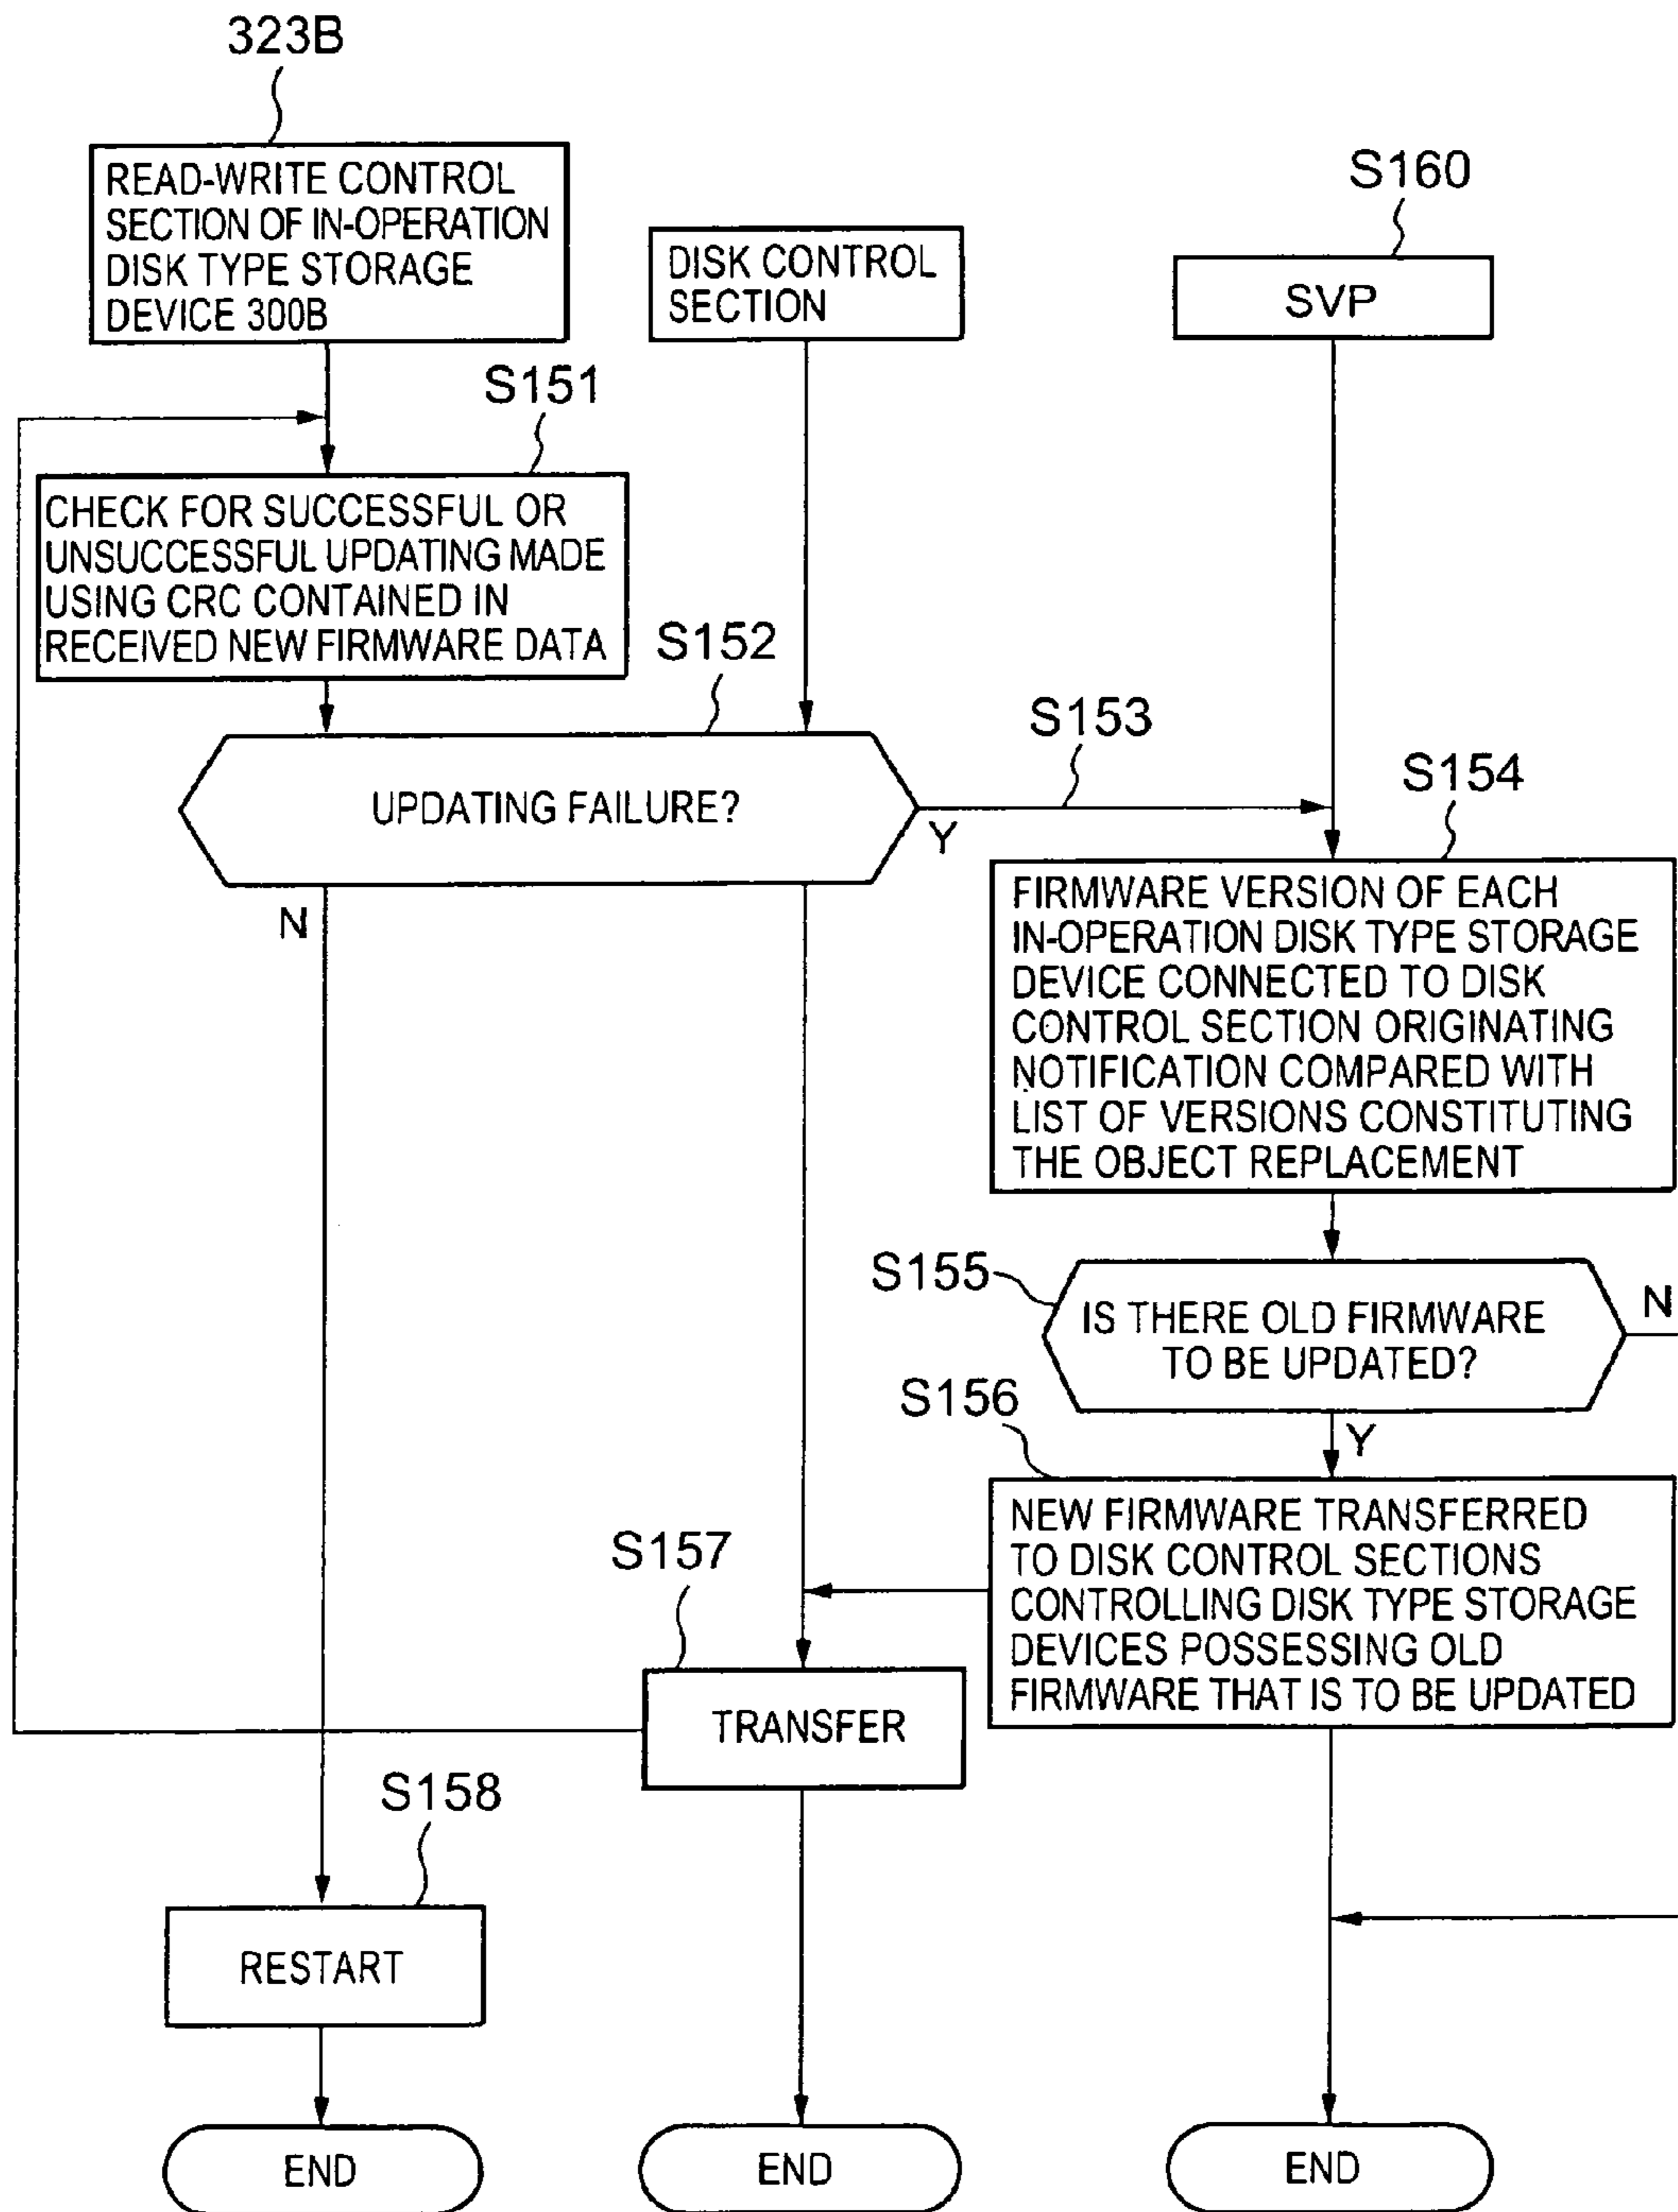 323B
READ-WRITE CONTROL
SECTION OF IN-OPERATION
DISK TYPE STORAGE
DEVICE 300B
DISK CONTROL
SECTION
S160
SVP
S151
CHECK FOR SUCCESSFUL OR
UNSUCCESSFUL UPDATING MADE
USING CRC CONTAINED IN
RECEIVED NEW FIRMWARE DATA
S152
UPDATING FAILURE?
Y
N
S153
S154
FIRMWARE VERSION OF EACH
IN-OPERATION DISK TYPE STORAGE
DEVICE CONNECTED TO DISK
CONTROL SECTION ORIGINATING
NOTIFICATION COMPARED WITH
LIST OF VERSIONS CONSTITUTING
THE OBJECT REPLACEMENT
S155
IS THERE OLD FIRMWARE
TO BE UPDATED?
N
Y
S156
NEW FIRMWARE TRANSFERRED
TO DISK CONTROL SECTIONS
CONTROLLING DISK TYPE STORAGE
DEVICES POSSESSING OLD
FIRMWARE THAT IS TO BE UPDATED
S157
TRANSFER
S158
RESTART
END
END
END